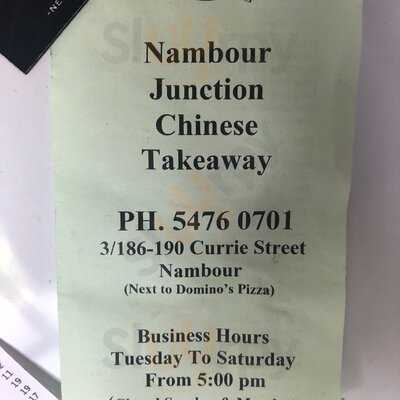 Nambour
Junction
Chinese
Takeaway
PH. 5476 0701
3/186-190 Currie Street
Nambour
(Next to Domino's Pizza)
Business Hours
Tuesday To Saturday
From 5:00 pm